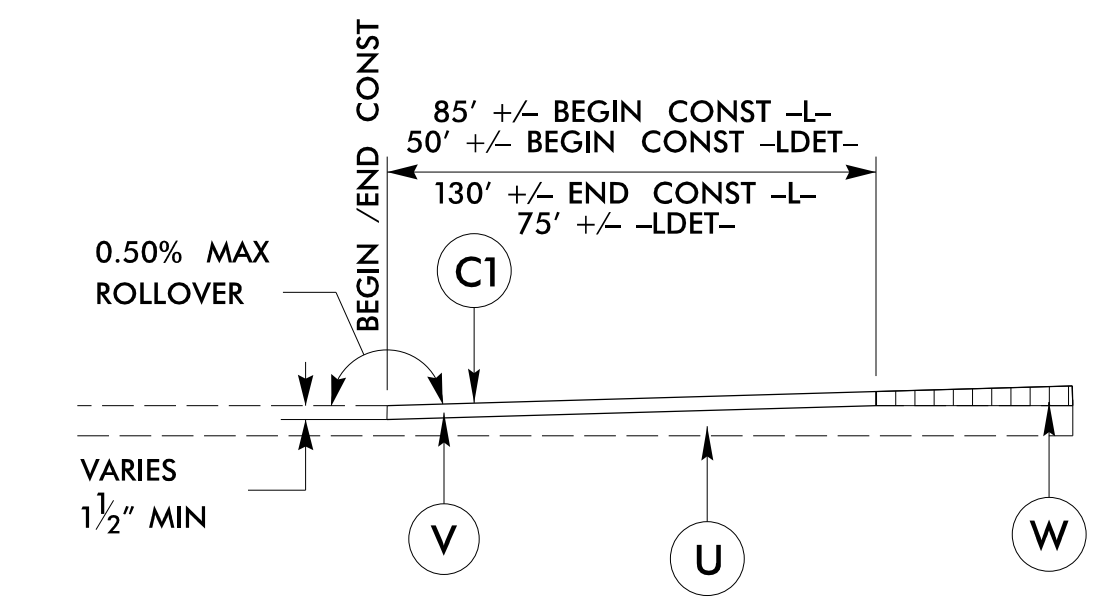 BEGIN /END CONST
85' +/– BEGIN CONST –L–
50' +/– BEGIN CONST –LDET–
130' +/– END CONST –L–
75' +/– –LDET–
0.50% MAX
ROLLOVER
C1
VARIES
1½" MIN
V
U
W